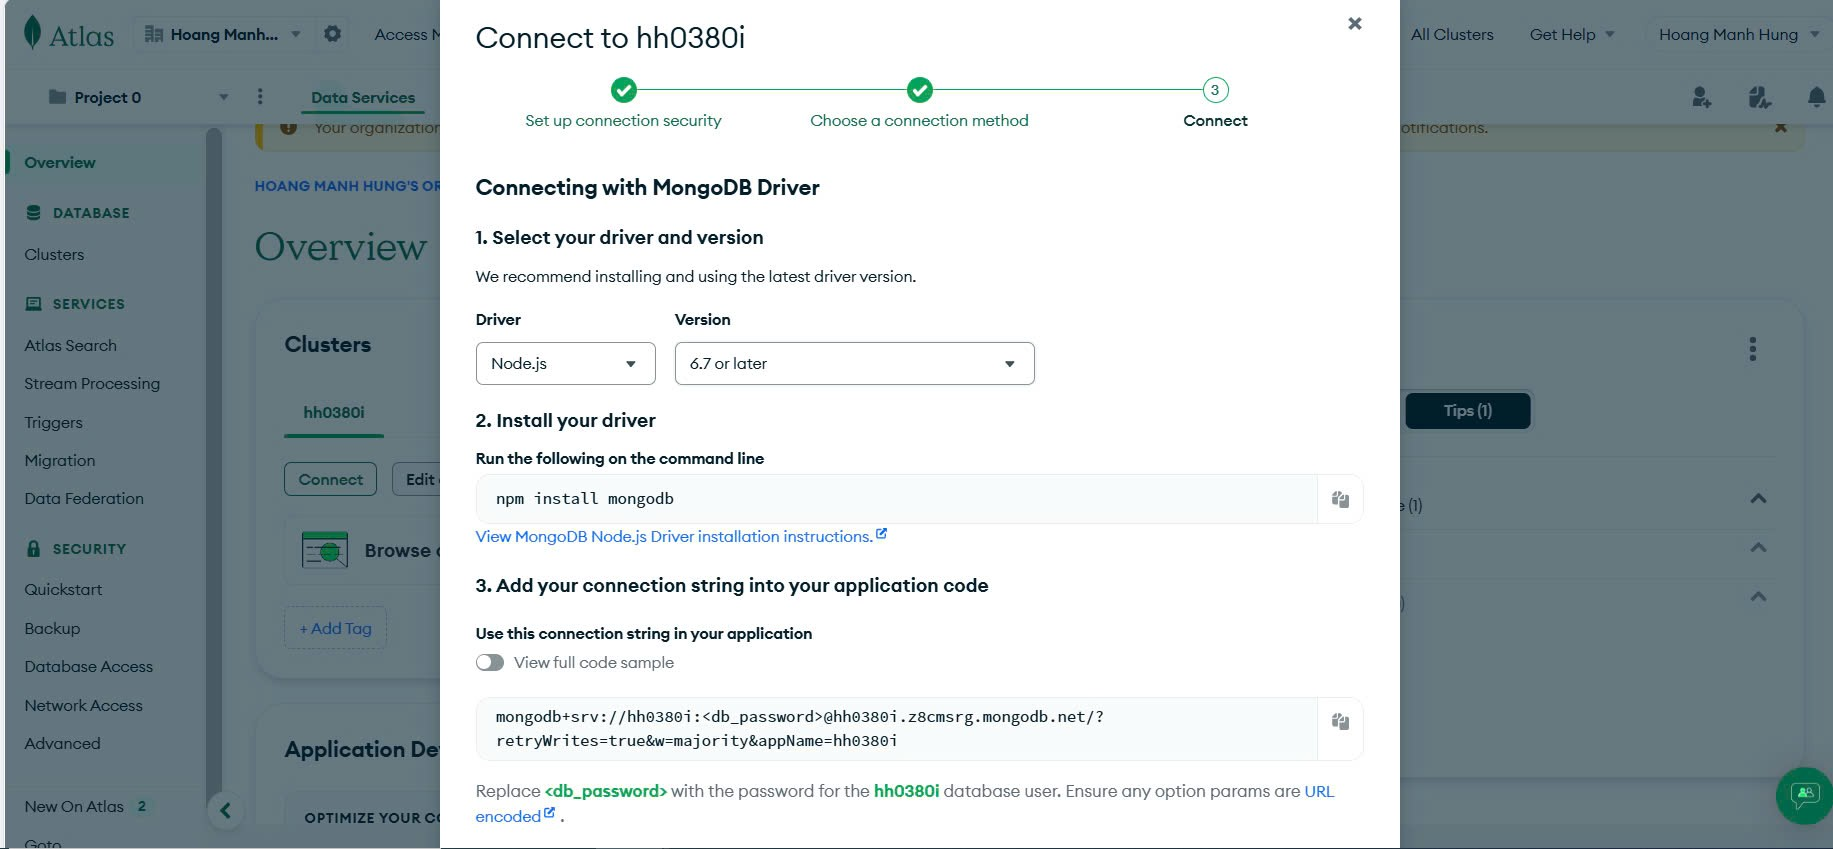 Atlas
Hoang Manh...
Access M
All Clusters
Get Help
Hoang Manh Hung
Project 0
Data Services
Your organization
otifications.
Overview
DATABASE
Clusters
SERVICES
Atlas Search
Stream Processing
Triggers
Migration
Data Federation
SECURITY
Quickstart
Backup
Database Access
Network Access
Advanced
New On Atlas 2
Goto
HOANG MANH HUNG'S OR
Overview
Clusters
hh0380i
Connect
Edit
Browse
+ Add Tag
Application De
OPTIMIZE YOUR CO
Connect to hh0380i
Set up connection security
Choose a connection method
3
Connect
Connecting with MongoDB Driver
1. Select your driver and version
We recommend installing and using the latest driver version.
Driver
Version
Node.js
6.7 or later
2. Install your driver
Run the following on the command line
npm install mongodb
View MongoDB Node.js Driver installation instructions.
3. Add your connection string into your application code
Use this connection string in your application
View full code sample
mongodb+srv://hh0380i:<db_password>@hh0380i.z8cmsrg.mongodb.net/?
retryWrites=true&w=majority&appName=hh0380i
Replace <db_password> with the password for the hh0380i database user. Ensure any option params are URL
encoded .
Tips (1)
e (1)
)